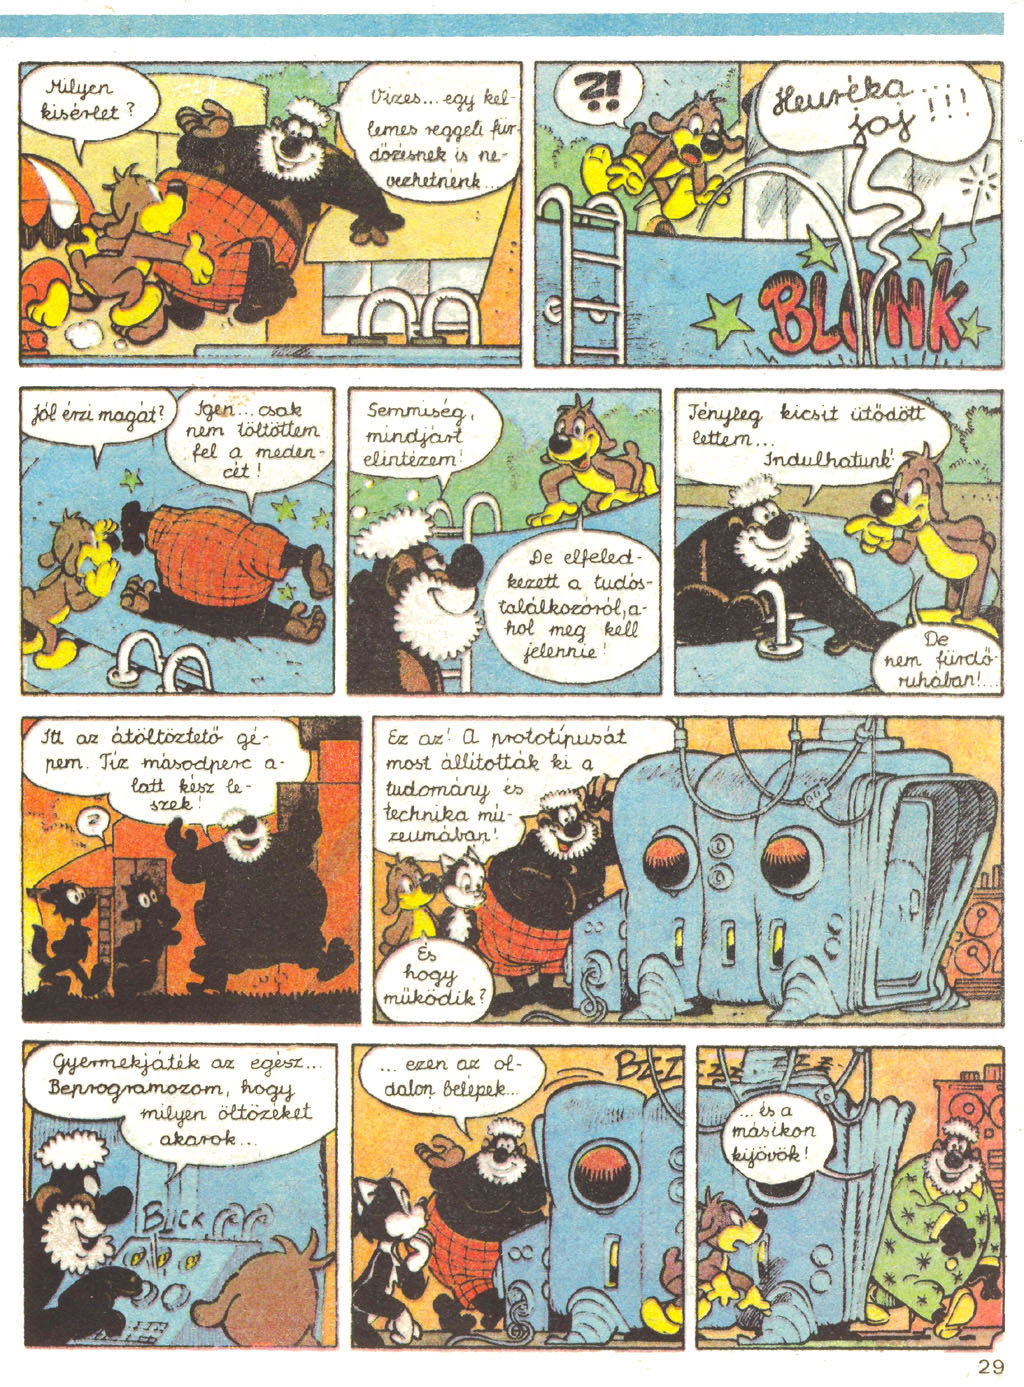 Milyen
kísérlet?
Vizes... egy kel-
lemes reggeli für-
dőzésnek is ne-
vezhetnénk...
?!
Heuréka...
jaj!!!
BLONK
Jól érzi magát?
Igen... csak
nem töltöttem
fel a meden-
cét!
Semmiség,
mindjárt
elintézem!
De elfeled-
kezett a tudós-
találkozóról, a-
hol meg kell
jelennie!
Tényleg kicsit ütődött
lettem...
Indulhatunk!
De
nem fürdő-
ruhában!...
Itt az átöltöztető gé-
pem. Tíz másodperc a-
latt kész le-
szek!
?
Ez az! A prototípusát
most állították ki a
tudomány és
technika mú-
zeumában!
És
hogy
működik?
Gyermekjáték az egész...
Beprogramozom, hogy
milyen öltözéket
akarok...
BLICK
... ezen az ol-
dalon belépek...
BZZZZZZZZZ
... és a
másikon
kijövök!
29